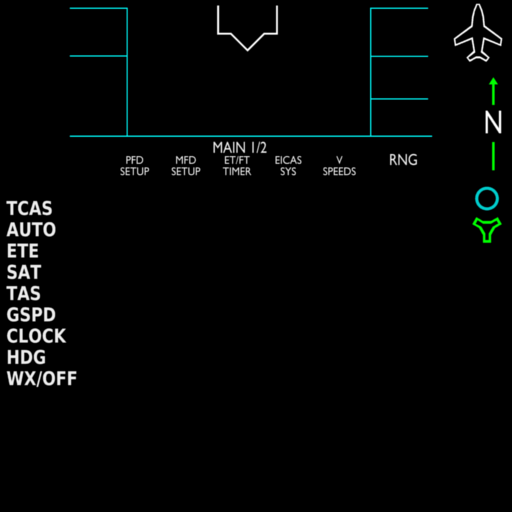 N
MAIN 1/2
PFD SETUP
MFD SETUP
ET/FT TIMER
EICAS SYS
V SPEEDS
RNG
TCAS
AUTO
ETE
SAT
TAS
GSPD
CLOCK
HDG
WX/OFF